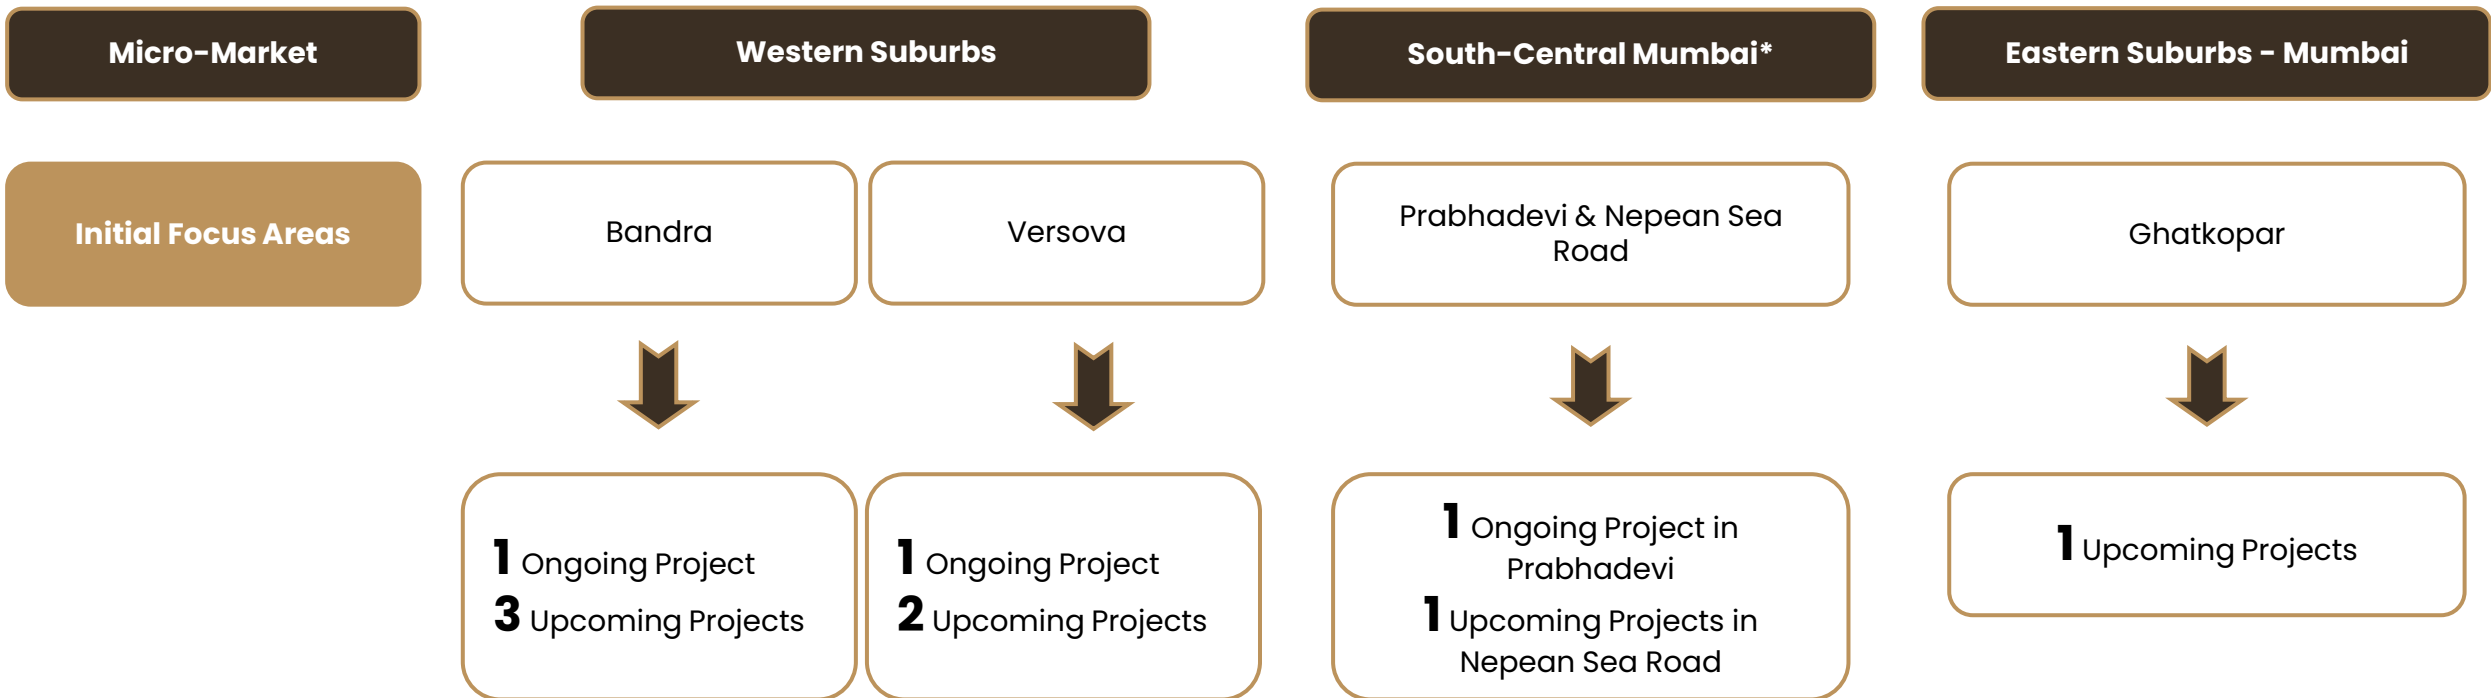 Micro-Market
Western Suburbs
South-Central Mumbai*
Eastern Suburbs - Mumbai
Initial Focus Areas
Bandra
Versova
Prabhadevi & Nepean Sea
Road
Ghatkopar
1 Ongoing Project
3 Upcoming Projects
1 Ongoing Project
2 Upcoming Projects
1 Ongoing Project in
Prabhadevi
1 Upcoming Projects in
Nepean Sea Road
1 Upcoming Projects